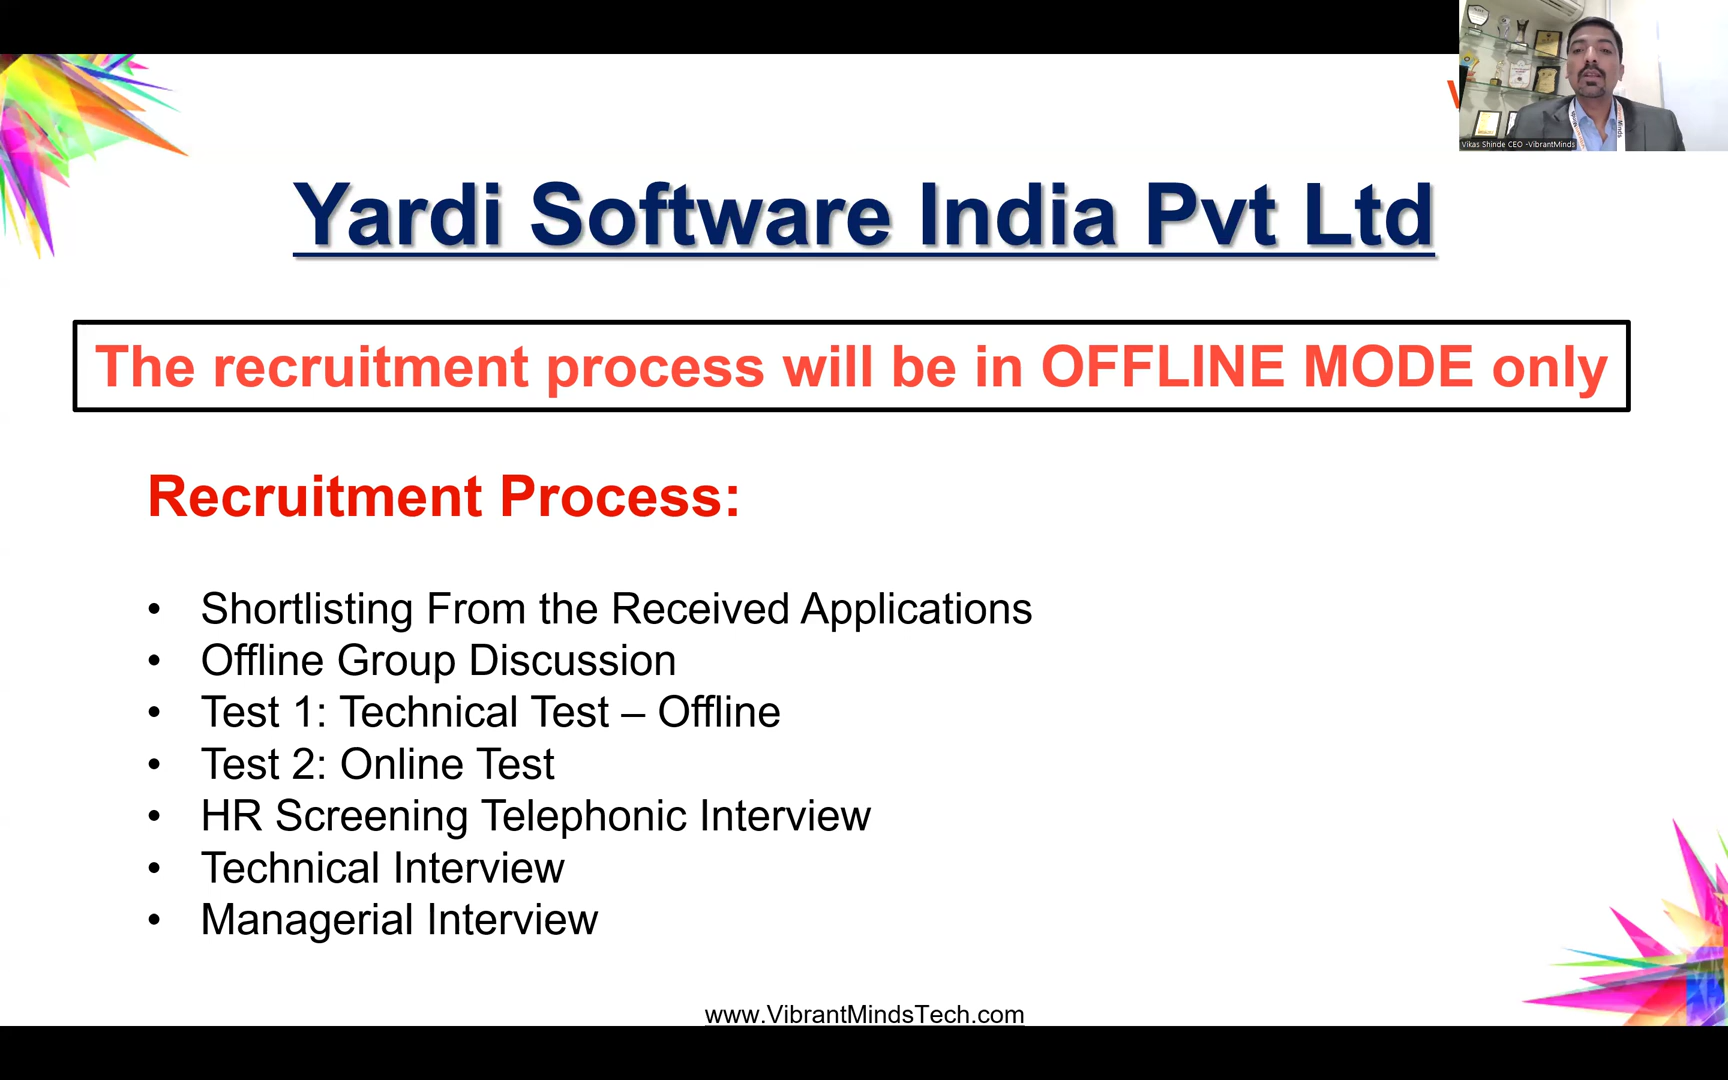 Vikas Shinde CEO -VibrantMinds
Yardi Software India Pvt Ltd
The recruitment process will be in OFFLINE MODE only
Recruitment Process:
• Shortlisting From the Received Applications
• Offline Group Discussion
• Test 1: Technical Test – Offline
• Test 2: Online Test
• HR Screening Telephonic Interview
• Technical Interview
• Managerial Interview
www.VibrantMindsTech.com